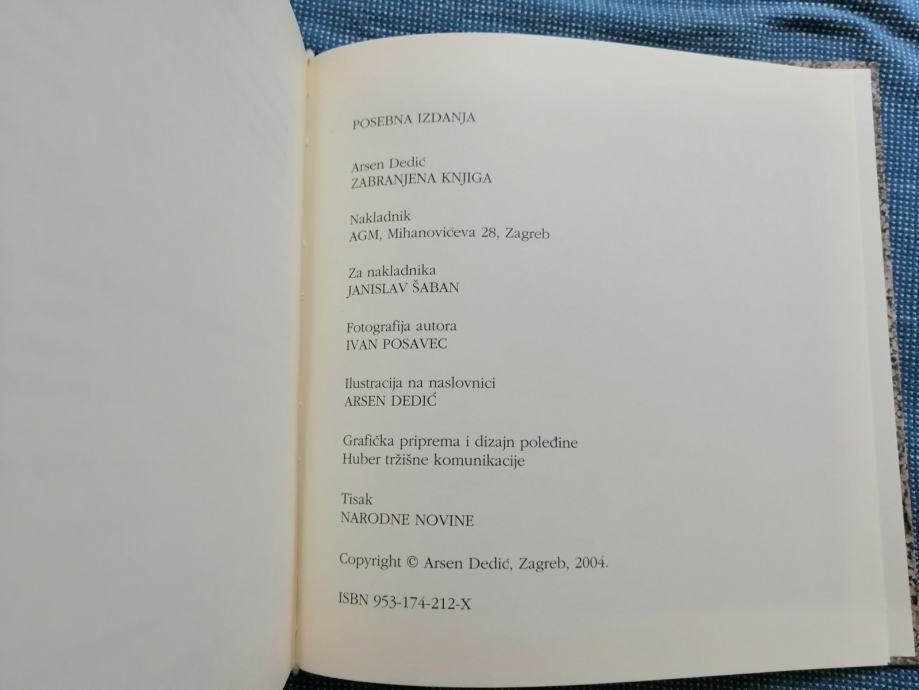 POSEBNA IZDANJA
Arsen Dedić
ZABRANJENA KNJIGA
Nakladnik
AGM, Mihanovićeva 28, Zagreb
Za nakladnika
JANISLAV ŠABAN
Fotografija autora
IVAN POSAVEC
Ilustracija na naslovnici
ARSEN DEDIĆ
Grafička priprema i dizajn poleđine
Huber tržišne komunikacije
Tisak
NARODNE NOVINE
Copyright © Arsen Dedić, Zagreb, 2004.
ISBN 953-174-212-X